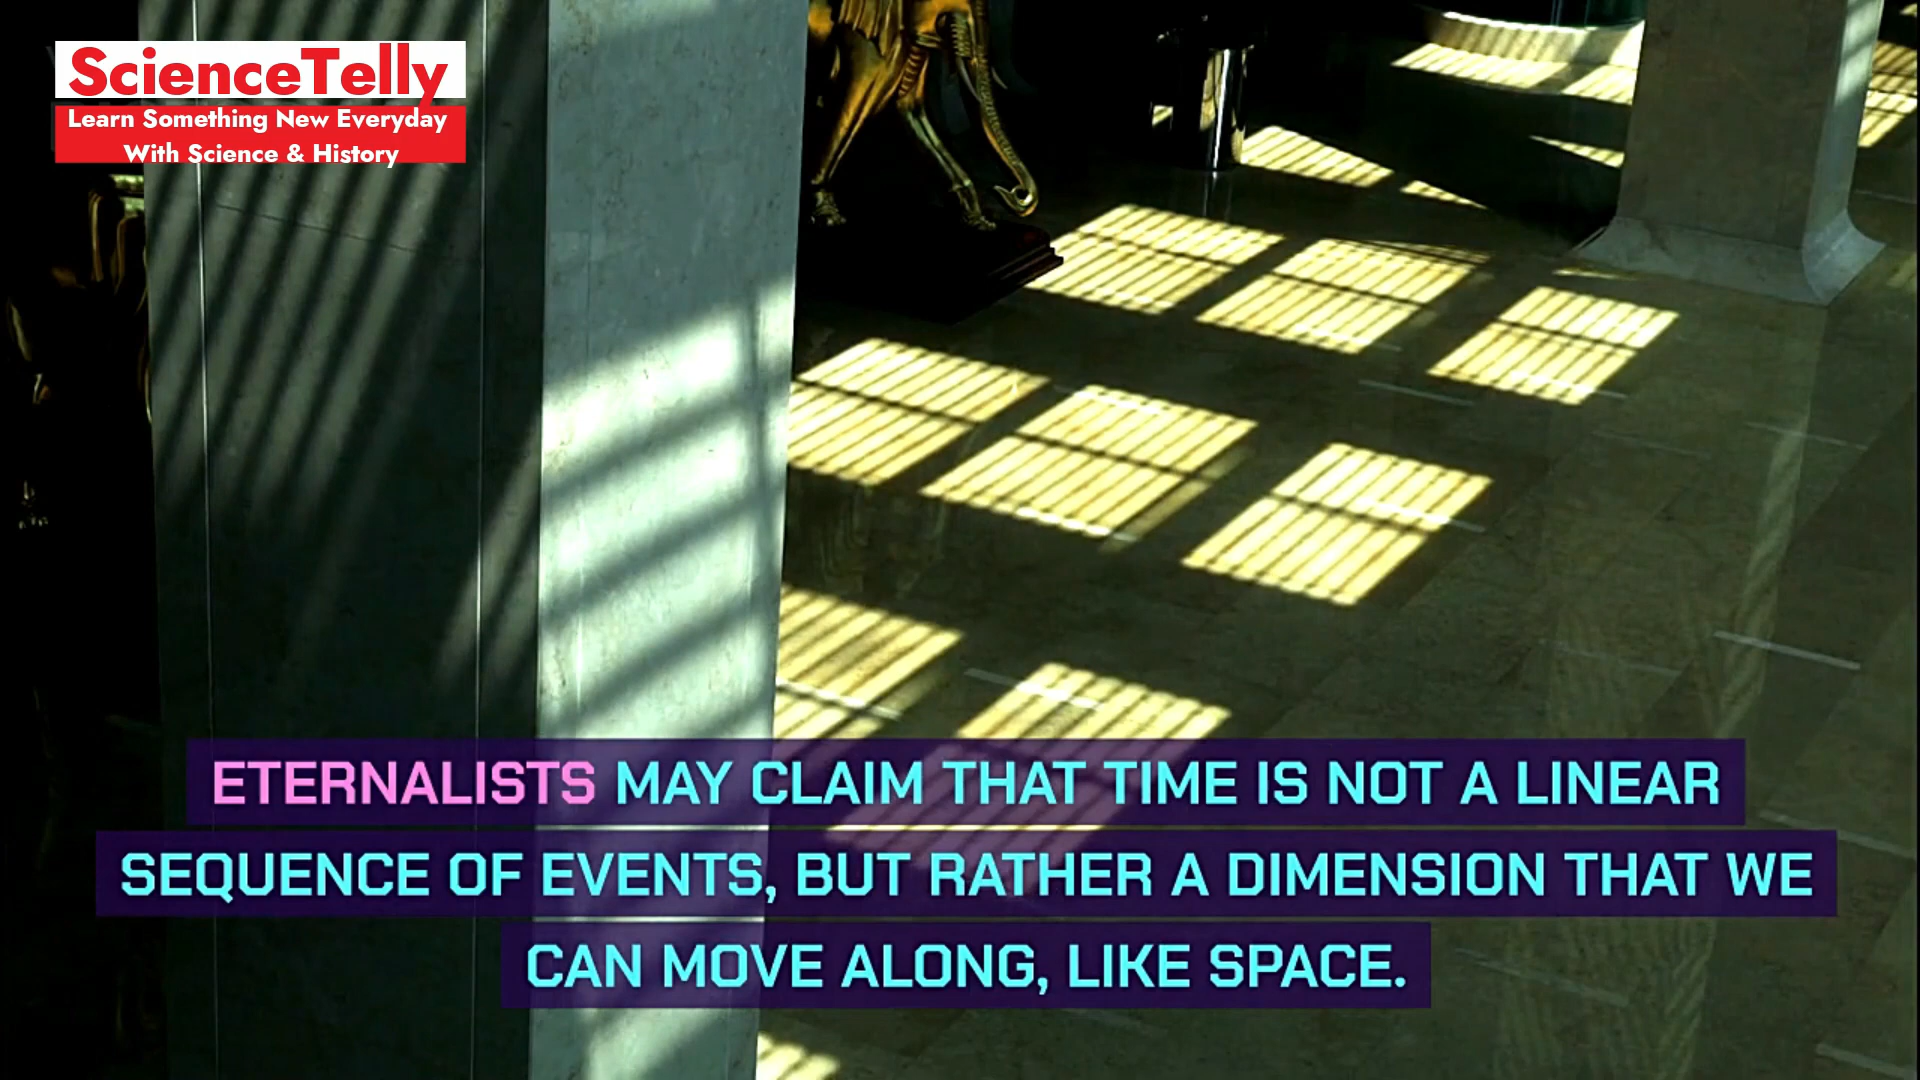 ScienceTelly
Learn Something New Everyday
With Science & History
ETERNALISTS MAY CLAIM THAT TIME IS NOT A LINEAR
SEQUENCE OF EVENTS, BUT RATHER A DIMENSION THAT WE
CAN MOVE ALONG, LIKE SPACE.